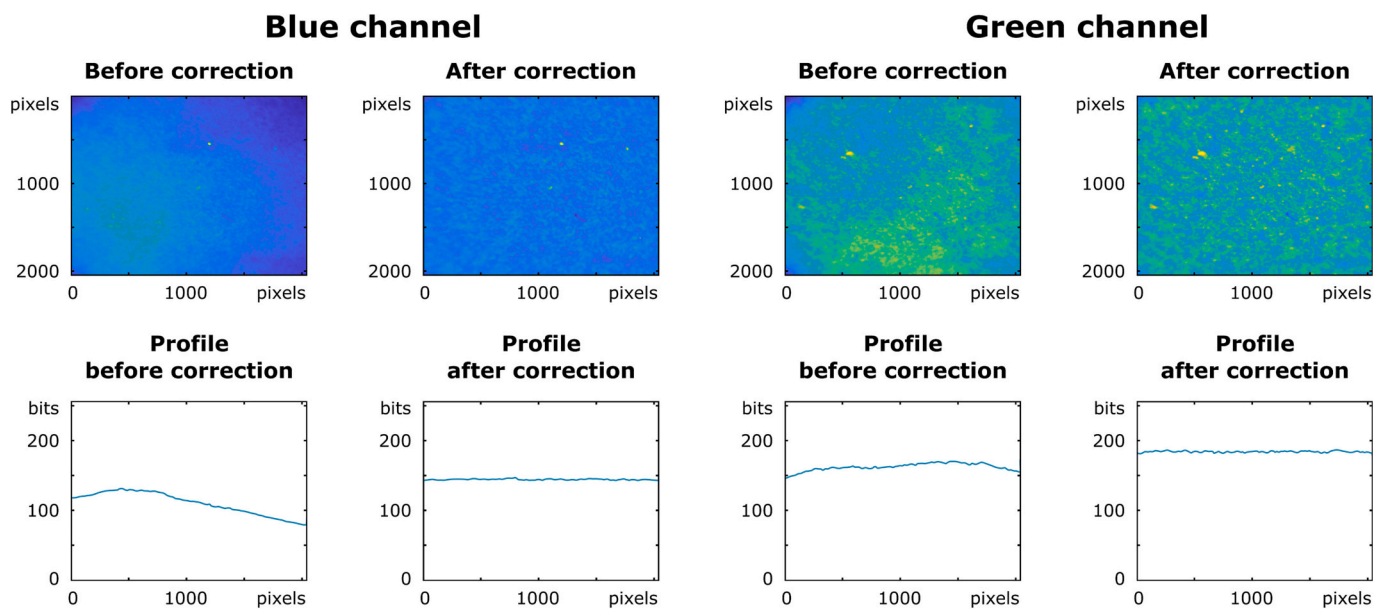 Blue channel
Green channel
Before correction
After correction
Before correction
After correction
pixels
1000
2000
0
1000
pixels
pixels
1000
2000
0
1000
pixels
pixels
1000
2000
0
1000
pixels
pixels
1000
2000
0
1000
pixels
Profile
before correction
Profile
after correction
Profile
before correction
Profile
after correction
bits
200
100
0
0
1000
pixels
bits
200
100
0
0
1000
pixels
bits
200
100
0
0
1000
pixels
bits
200
100
0
0
1000
pixels